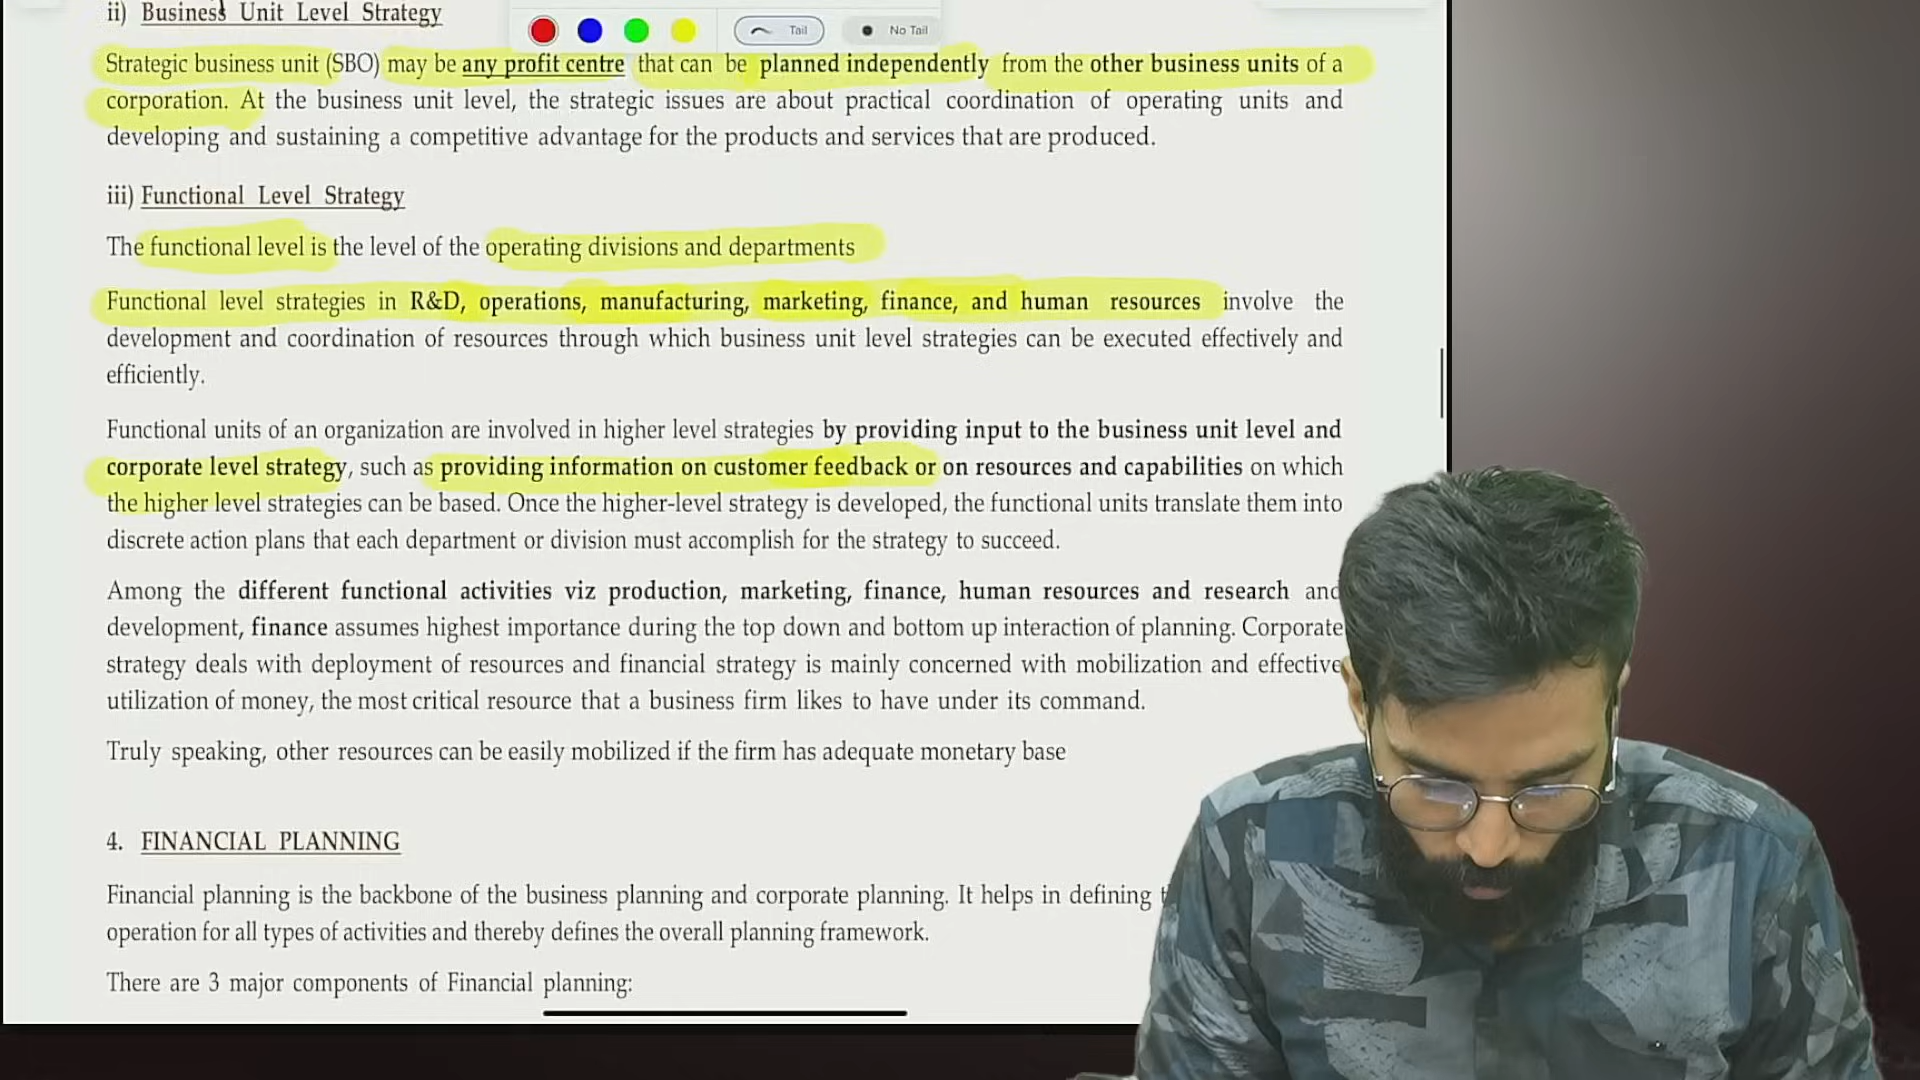 ii) Business Unit Level Strategy
Tail
No Tail
Strategic business unit (SBO) may be any profit centre that can be planned independently from the other business units of a
corporation. At the business unit level, the strategic issues are about practical coordination of operating units and
developing and sustaining a competitive advantage for the products and services that are produced.
iii) Functional Level Strategy
The functional level is the level of the operating divisions and departments
Functional level strategies in R&D, operations, manufacturing, marketing, finance, and human resources involve the
development and coordination of resources through which business unit level strategies can be executed effectively and
efficiently.
Functional units of an organization are involved in higher level strategies by providing input to the business unit level and
corporate level strategy, such as providing information on customer feedback or on resources and capabilities on which
the higher level strategies can be based. Once the higher-level strategy is developed, the functional units translate them into
discrete action plans that each department or division must accomplish for the strategy to succeed.
Among the different functional activities viz production, marketing, finance, human resources and research and
development, finance assumes highest importance during the top down and bottom up interaction of planning. Corporate
strategy deals with deployment of resources and financial strategy is mainly concerned with mobilization and effective
utilization of money, the most critical resource that a business firm likes to have under its command.
Truly speaking, other resources can be easily mobilized if the firm has adequate monetary base
4. FINANCIAL PLANNING
Financial planning is the backbone of the business planning and corporate planning. It helps in defining
operation for all types of activities and thereby defines the overall planning framework.
There are 3 major components of Financial planning: